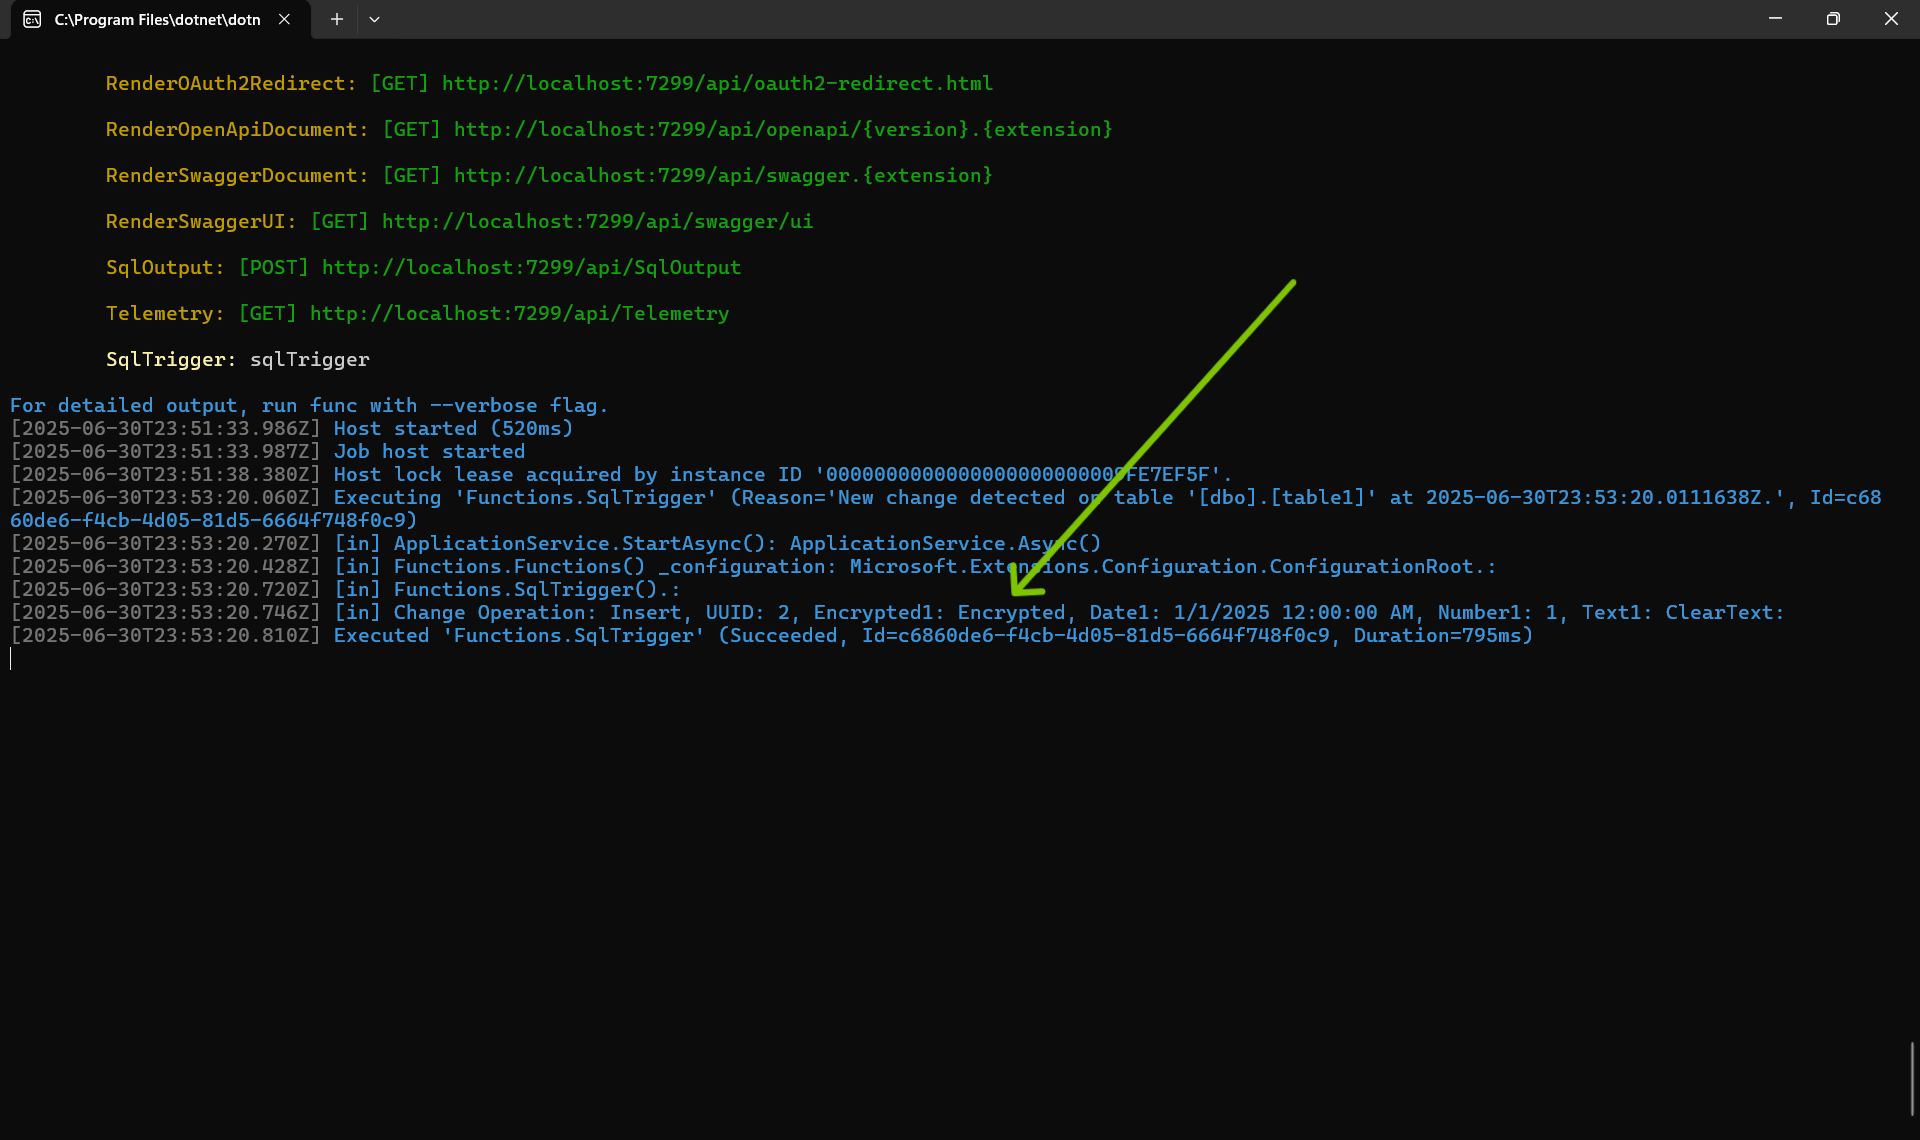 C:\Program Files\dotnet\dotn
RenderOAuth2Redirect: [GET] http://localhost:7299/api/oauth2-redirect.html
RenderOpenApiDocument: [GET] http://localhost:7299/api/openapi/{version}.{extension}
RenderSwaggerDocument: [GET] http://localhost:7299/api/swagger.{extension}
RenderSwaggerUI: [GET] http://localhost:7299/api/swagger/ui
SqlOutput: [POST] http://localhost:7299/api/SqlOutput
Telemetry: [GET] http://localhost:7299/api/Telemetry
SqlTrigger: sqlTrigger
For detailed output, run func with --verbose flag.
[2025-06-30T23:51:33.986Z] Host started (520ms)
[2025-06-30T23:51:33.987Z] Job host started
[2025-06-30T23:51:38.380Z] Host lock lease acquired by instance ID '0000000000000000000000009FE7EF5F'.
[2025-06-30T23:53:20.060Z] Executing 'Functions.SqlTrigger' (Reason='New change detected on table '[dbo].[table1]' at 2025-06-30T23:53:20.0111638Z.', Id=c68
60de6-f4cb-4d05-81d5-6664f748f0c9)
[2025-06-30T23:53:20.270Z] [in] ApplicationService.StartAsync(): ApplicationService.Async()
[2025-06-30T23:53:20.428Z] [in] Functions.Functions() _configuration: Microsoft.Extensions.Configuration.ConfigurationRoot.:
[2025-06-30T23:53:20.720Z] [in] Functions.SqlTrigger().:
[2025-06-30T23:53:20.746Z] [in] Change Operation: Insert, UUID: 2, Encrypted1: Encrypted, Date1: 1/1/2025 12:00:00 AM, Number1: 1, Text1: ClearText:
[2025-06-30T23:53:20.810Z] Executed 'Functions.SqlTrigger' (Succeeded, Id=c6860de6-f4cb-4d05-81d5-6664f748f0c9, Duration=795ms)